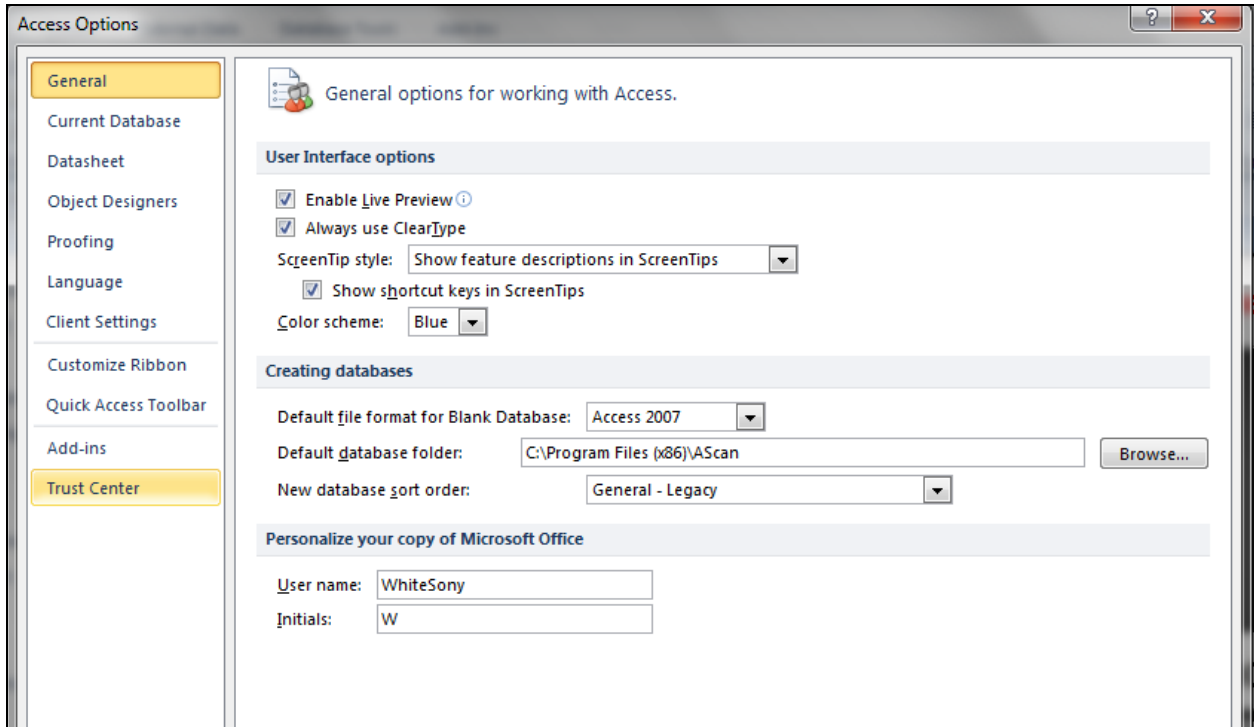 Access Options
?
X
General
Current Database
Datasheet
Object Designers
Proofing
Language
Client Settings
Customize Ribbon
Quick Access Toolbar
Add-ins
Trust Center
General options for working with Access.
User Interface options
Enable Live Preview
Always use ClearType
ScreenTip style: Show feature descriptions in ScreenTips
Show shortcut keys in ScreenTips
Color scheme: Blue
Creating databases
Default file format for Blank Database: Access 2007
Default database folder: C:\Program Files (x86)\AScan Browse...
New database sort order: General - Legacy
Personalize your copy of Microsoft Office
User name: WhiteSony
Initials: W